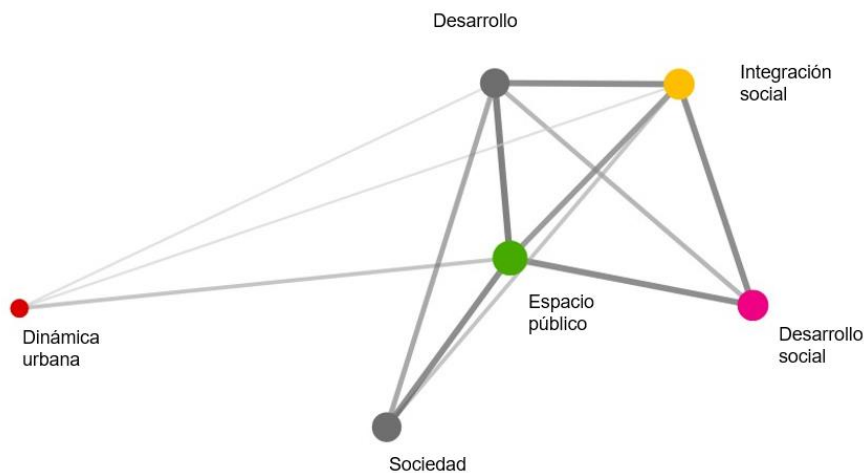 Desarrollo
Integración
social
Espacio
público
Dinámica
urbana
Desarrollo
social
Sociedad